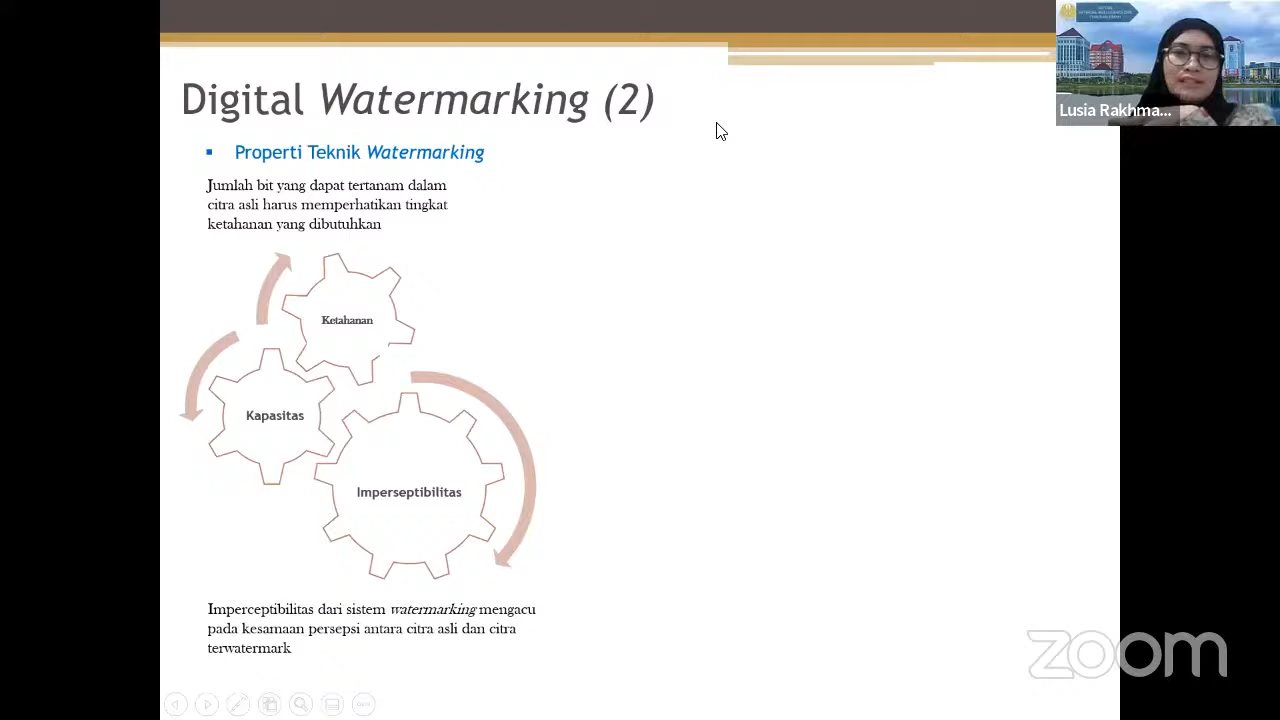 Digital Watermarking (2)
Properti Teknik Watermarking
Jumlah bit yang dapat tertanam dalam
citra asli harus memperhatikan tingkat
ketahanan yang dibutuhkan
Ketahanan
Kapasitas
Imperseptibilitas
Imperceptibilitas dari sistem watermarking mengacu
pada kesamaan persepsi antara citra asli dan citra
terwatermark
Lusia Rakhma...
zoom